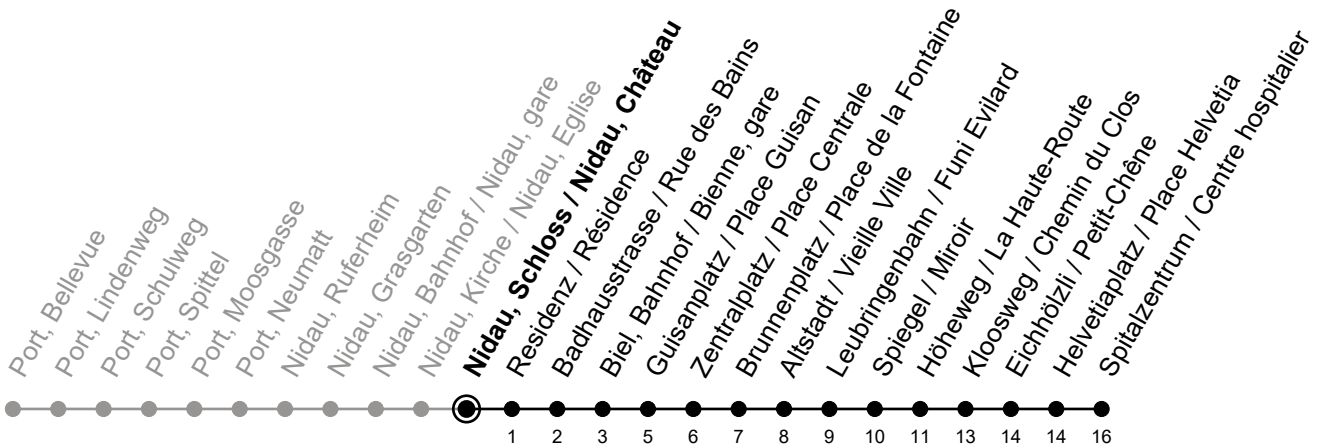 Port, Bellevue
Port, Lindenweg
Port, Schulweg
Port, Spittel
Port, Moosgasse
Port, Neumatt
Nidau, Ruferheim
Nidau, Grasgarten
Nidau, Bahnhof / Nidau, gare
Nidau, Kirche / Nidau, Eglise
Nidau, Schloss / Nidau, Château
Residenz / Résidence
Badhausstrasse / Rue des Bains
Biel, Bahnhof / Bienne, gare
Guisanplatz / Place Guisan
Zentralplatz / Place Centrale
Brunnenplatz / Place de la Fontaine
Altstadt / Vieille Ville
Leubringenbahn / Funi Evilard
Spiegel / Miroir
Höheweg / La Haute-Route
Kloosweg / Chemin du Clos
Eichhölzli / Petit-Chêne
Helvetiaplatz / Place Helvetia
Spitalzentrum / Centre hospitalier
1 2 3 5 6 7 8 9 10 11 13 14 14 16